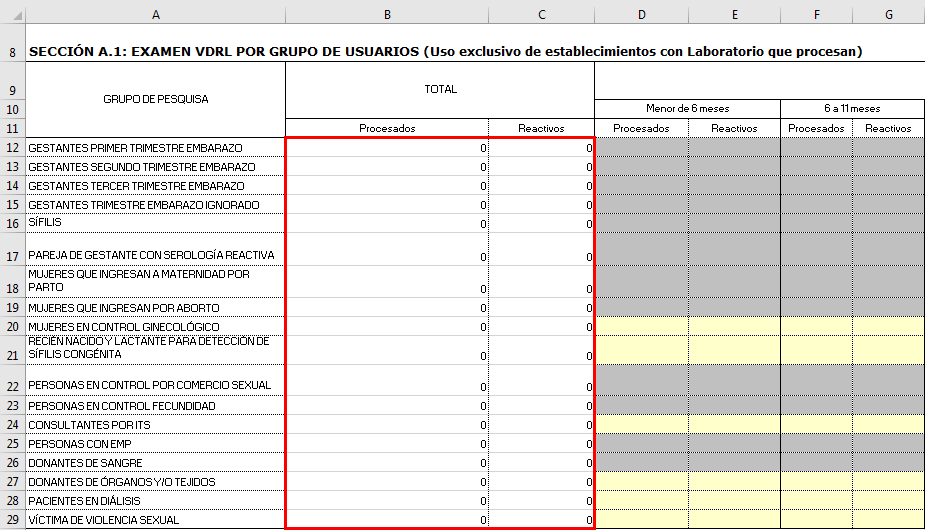 A B C D E F G
8 SECCIÓN A.1: EXAMEN VDRL POR GRUPO DE USUARIOS (Uso exclusivo de establecimientos con Laboratorio que procesan)
9 GRUPO DE PESQUISA TOTAL
10 Menor de 6 meses 6 a 11 meses
11 Procesados Reactivos Procesados Reactivos Procesados Reactivos
12 GESTANTES PRIMER TRIMESTRE EMBARAZO 0 0
13 GESTANTES SEGUNDO TRIMESTRE EMBARAZO 0 0
14 GESTANTES TERCER TRIMESTRE EMBARAZO 0 0
15 GESTANTES TRIMESTRE EMBARAZO IGNORADO 0 0
16 SÍFILIS 0 0
17 PAREJA DE GESTANTE CON SEROLOGÍA REACTIVA 0 0
MUJERES QUE INGRESAN A MATERNIDAD POR
18 PARTO 0 0
19 MUJERES QUE INGRESAN POR ABORTO 0 0
20 MUJERES EN CONTROL GINECOLÓGICO 0 0
RECIÉN NACIDO Y LACTANTE PARA DETECCIÓN DE
21 SÍFILIS CONGÉNITA 0 0
22 PERSONAS EN CONTROL POR COMERCIO SEXUAL 0 0
23 PERSONAS EN CONTROL FECUNDIDAD 0 0
24 CONSULTANTES POR ITS 0 0
25 PERSONAS CON EMP 0 0
26 DONANTES DE SANGRE 0 0
27 DONANTES DE ÓRGANOS Y/O TEJIDOS 0 0
28 PACIENTES EN DIÁLISIS 0 0
29 VÍCTIMA DE VIOLENCIA SEXUAL 0 0